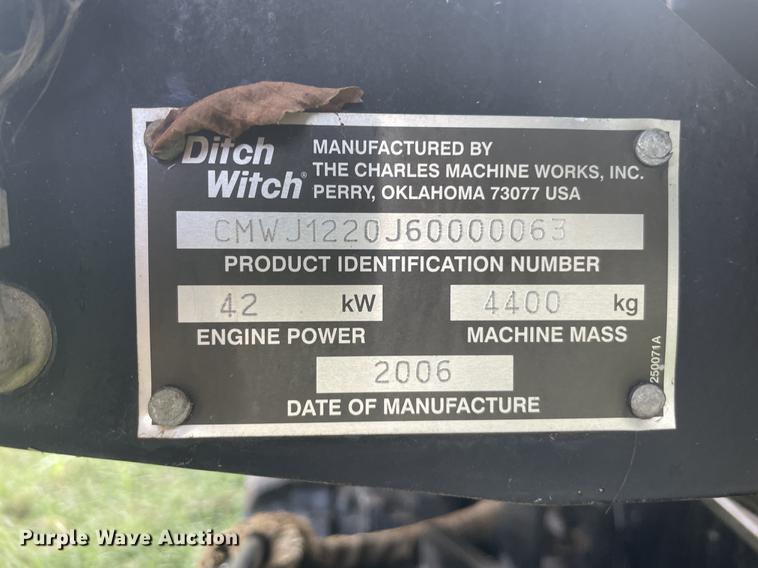 Ditch Witch®
MANUFACTURED BY
THE CHARLES MACHINE WORKS, INC.
PERRY, OKLAHOMA 73077 USA
CMWJ1220J60000063
PRODUCT IDENTIFICATION NUMBER
42 kW
4400 kg
ENGINE POWER
MACHINE MASS
2006
DATE OF MANUFACTURE
250071A
Purple Wave Auction